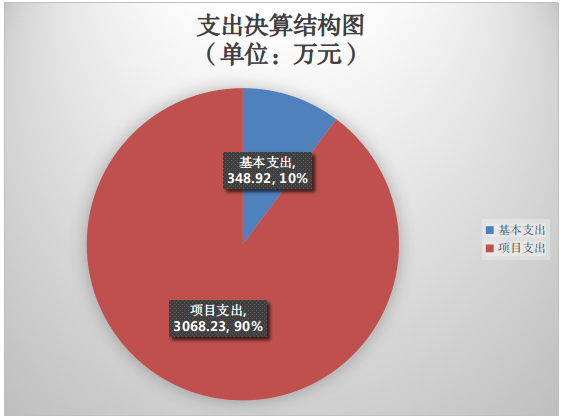 支出决算结构图
（单位：万元）
基本支出,
348.92, 10%
基本支出
项目支出
项目支出,
3068.23, 90%